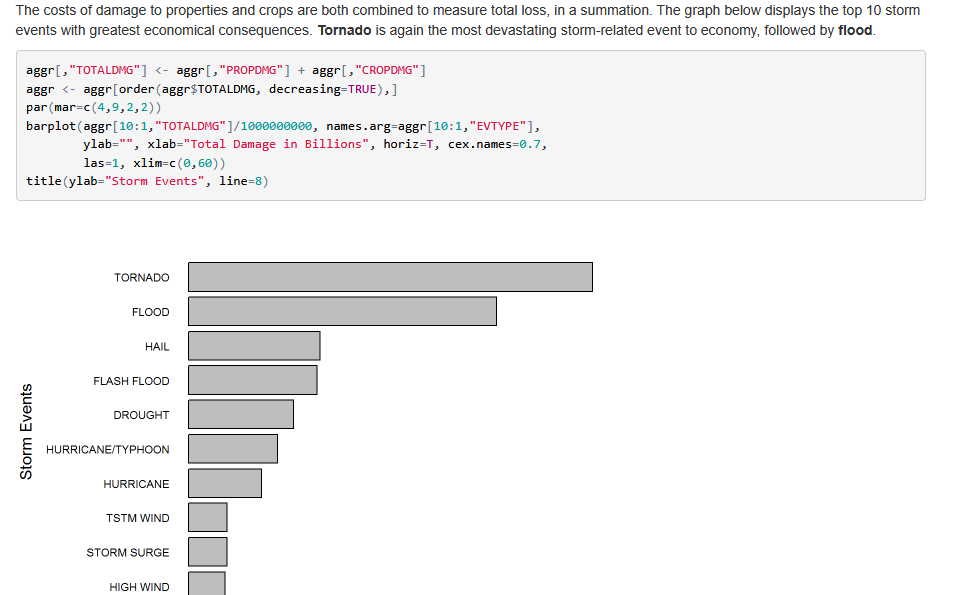 The costs of damage to properties and crops are both combined to measure total loss, in a summation. The graph below displays the top 10 storm
events with greatest economical consequences. Tornado is again the most devastating storm-related event to economy, followed by flood.
aggr[,"TOTALDMG"] <- aggr[,"PROPDMG"] + aggr[,"CROPDMG"]
aggr <- aggr[order(aggr$TOTALDMG, decreasing=TRUE),]
par(mar=c(4,9,2,2))
barplot(aggr[10:1,"TOTALDMG"]/1000000000, names.arg=aggr[10:1,"EVTYPE"],
        ylab="", xlab="Total Damage in Billions", horiz=T, cex.names=0.7,
        las=1, xlim=c(0,60))
title(ylab="Storm Events", line=8)
TORNADO
FLOOD
HAIL
FLASH FLOOD
DROUGHT
HURRICANE/TYPHOON
HURRICANE
TSTM WIND
STORM SURGE
HIGH WIND
Storm Events